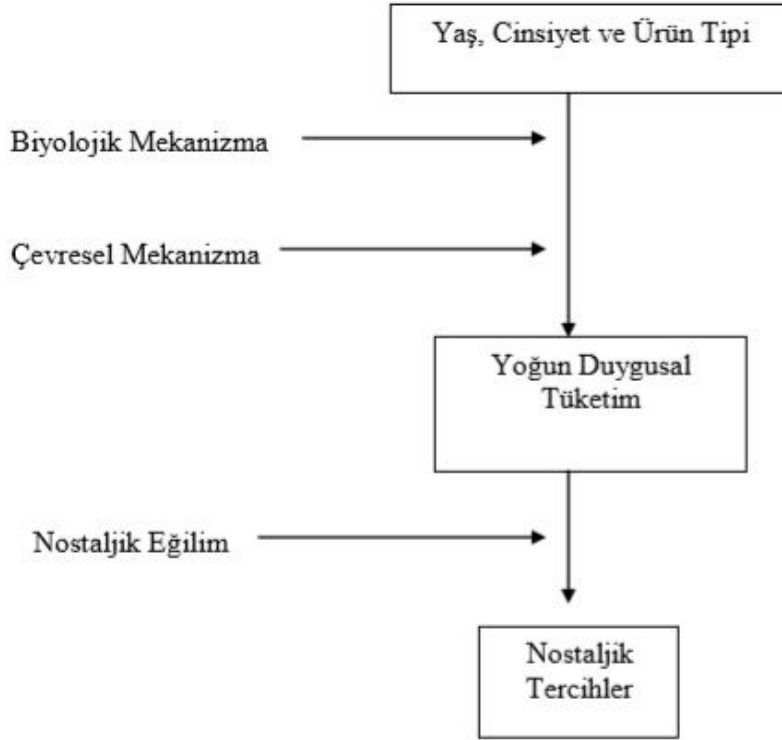 Yaş, Cinsiyet ve Ürün Tipi
Biyolojik Mekanizma
Çevresel Mekanizma
Yoğun Duygusal
Tüketim
Nostaljik Eğilim
Nostaljik
Tercihler